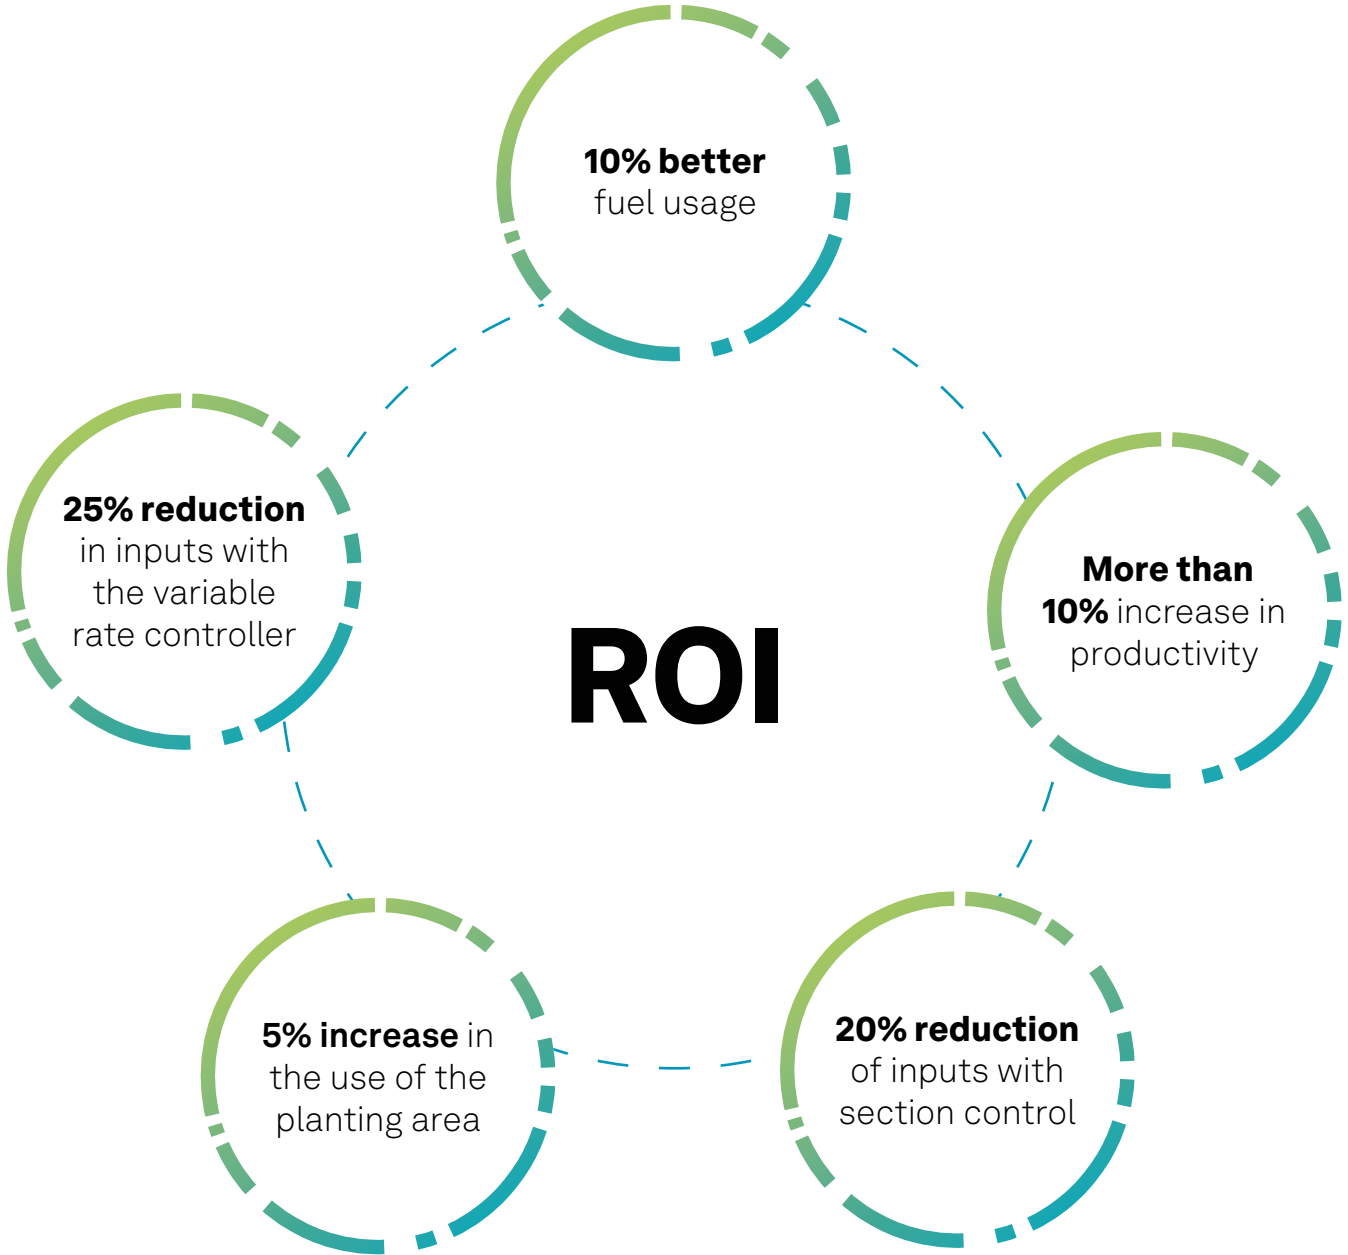 10% better
fuel usage
25% reduction
in inputs with
the variable
rate controller
More than
10% increase in
productivity
ROI
5% increase in
the use of the
planting area
20% reduction
of inputs with
section control